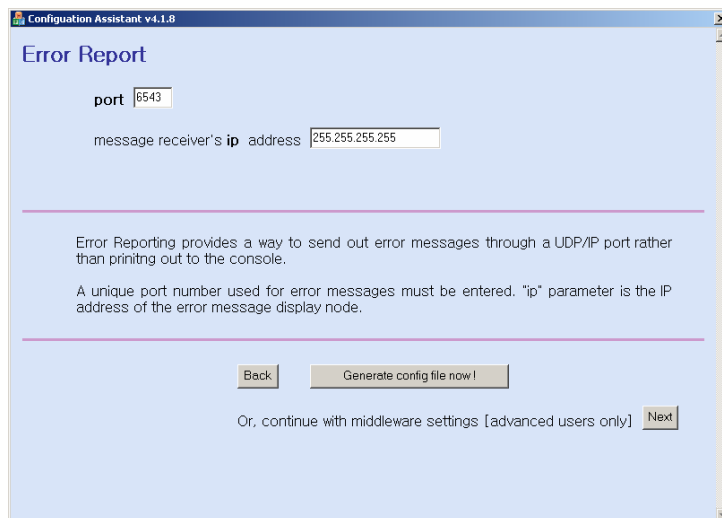 Configuation Assistant v4.1.8
Error Report
port 6543
message receiver's ip address 255.255.255.255
Error Reporting provides a way to send out error messages through a UDP/IP port rather
than prinitng out to the console.
A unique port number used for error messages must be entered. "ip" parameter is the IP
address of the error message display node.
Back Generate config file now !
Or, continue with middleware settings [advanced users only] Next